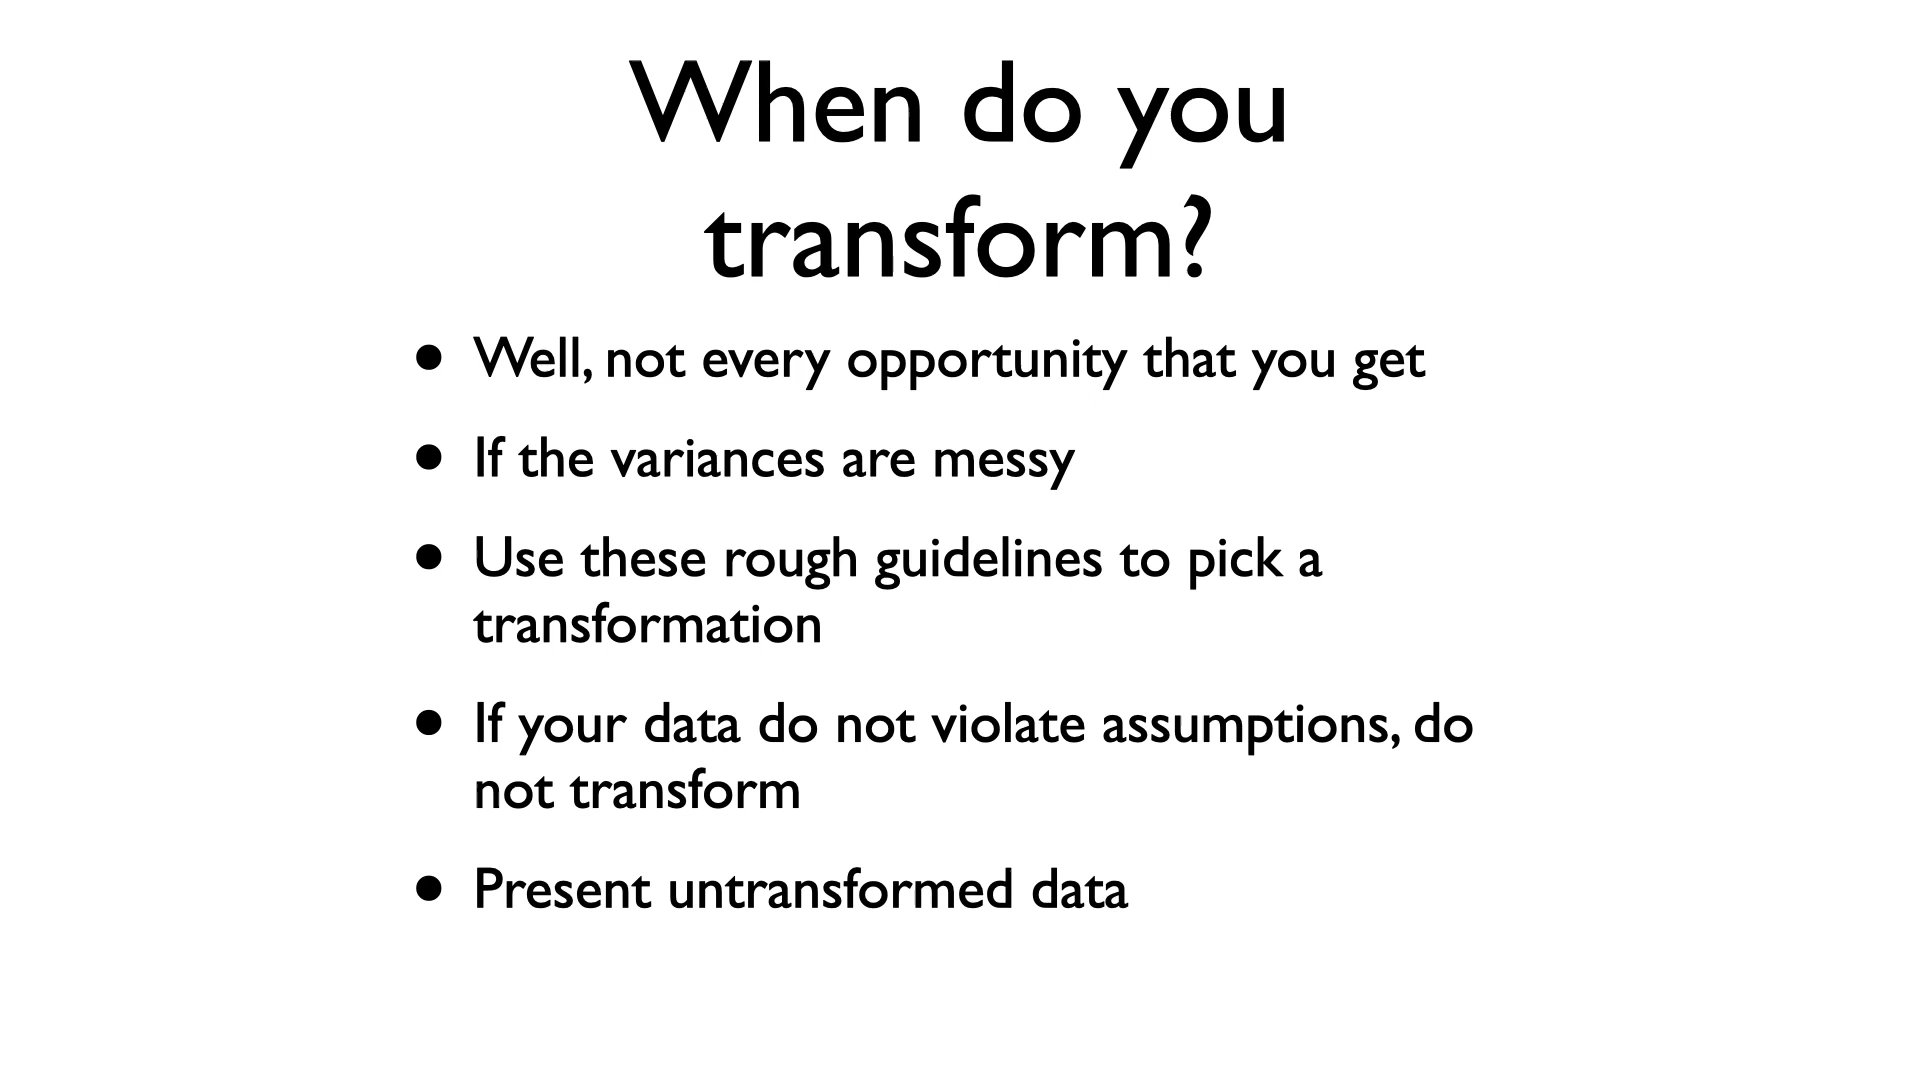 When do you
transform?
• Well, not every opportunity that you get
• If the variances are messy
• Use these rough guidelines to pick a
transformation
• If your data do not violate assumptions, do
not transform
• Present untransformed data